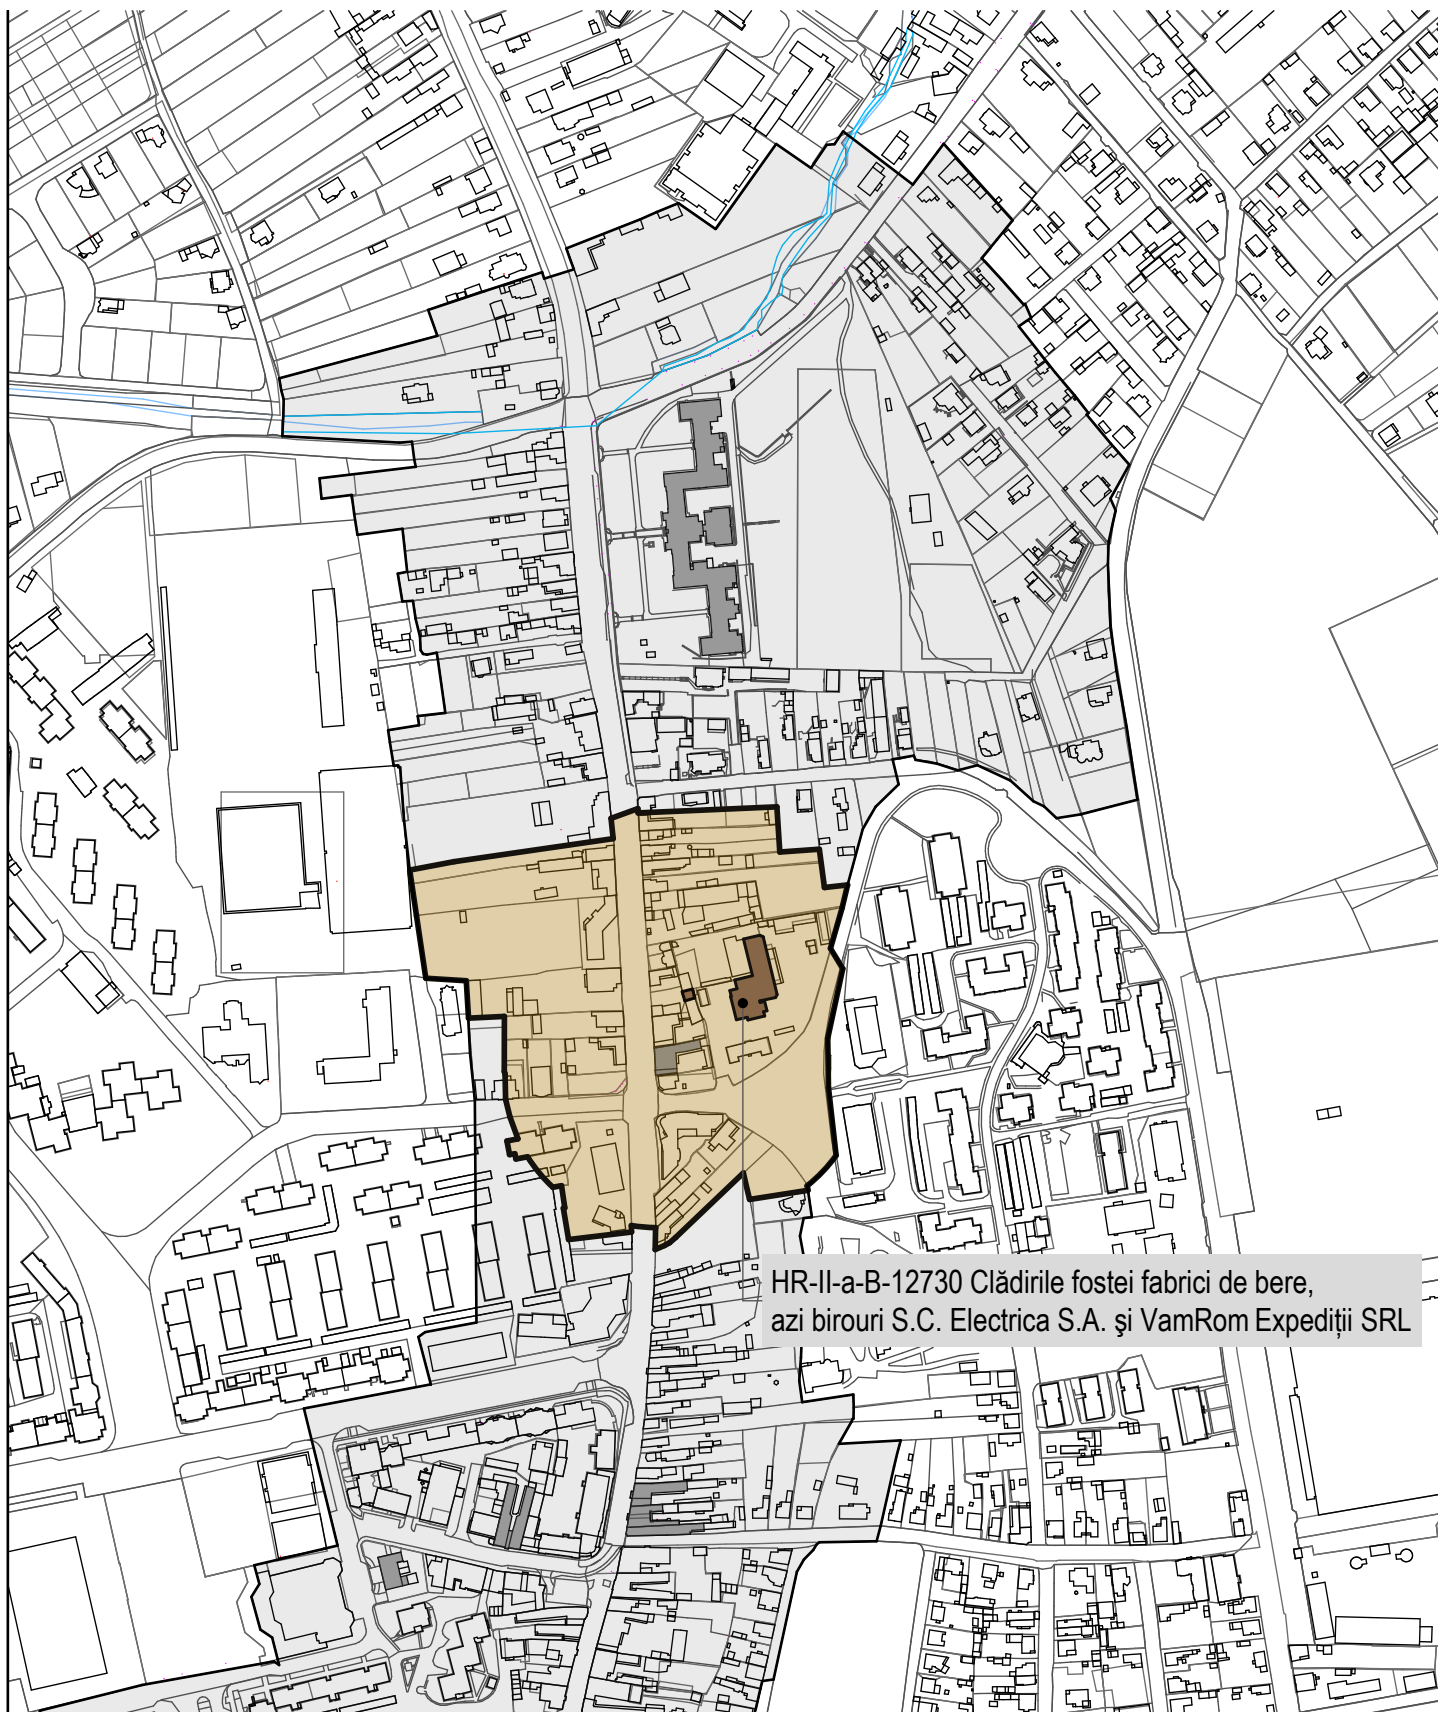 HR-II-a-B-12730 Clădirile fostei fabrici de bere,
azi birouri S.C. Electrica S.A. şi VamRom Expediţii SRL